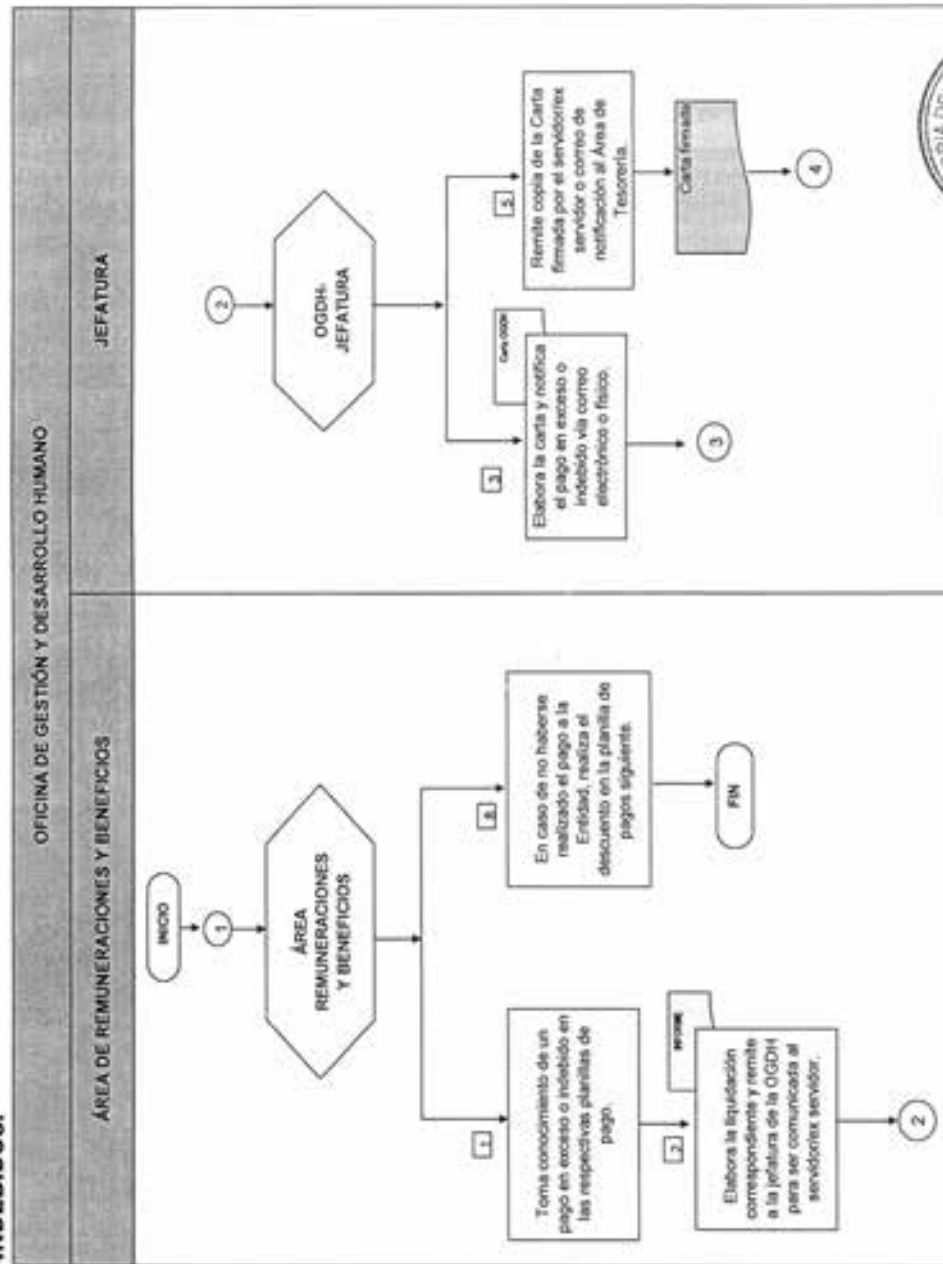 INDEBIDOS.
OFICINA DE GESTIÓN Y DESARROLLO HUMANO
ÁREA DE REMUNERACIONES Y BENEFICIOS
JEFATURA
INICIO
1
ÁREA
REMUNERACIONES
Y BENEFICIOS
1
Toma conocimiento de un
pago en exceso o indebido en
las respectivas planillas de
pago.
2
INFORME
Elabora la liquidación
correspondiente y remite
a la jefatura de la OGDH
para ser comunicada al
servidor/ex servidor.
2
En caso de no haberse
realizado el pago a la
Entidad, realiza el
descuento en la planilla de
pagos siguiente.
FIN
2
OGDH-
JEFATURA
3
Carta OGDH
Elabora la carta y notifica
el pago en exceso o
indebido vía correo
electrónico o físico.
3
5
Remite copia de la Carta
firmada por el servidor/ex
servidor o correo de
notificación al Área de
Tesorería.
Carta firmada
4